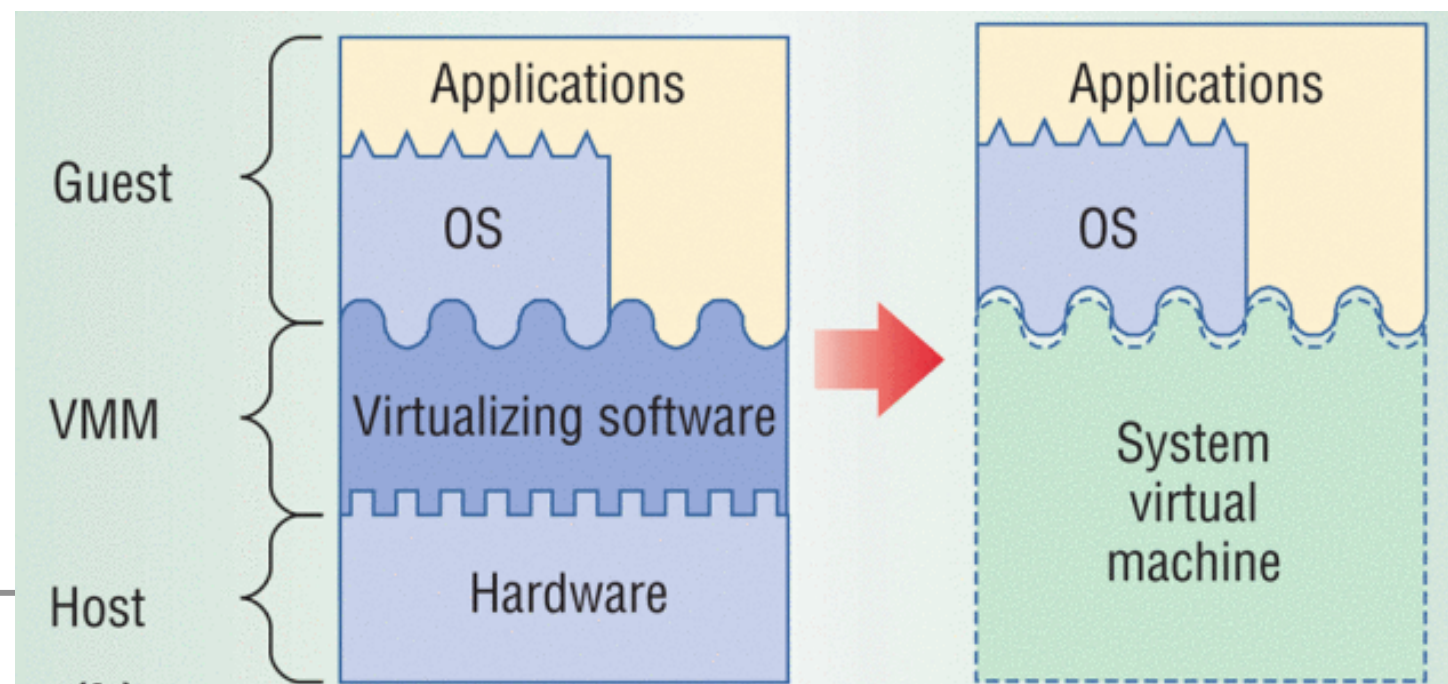 Applications
Guest
OS
VMM
Virtualizing software
Host
Hardware
Applications
OS
System
virtual
machine